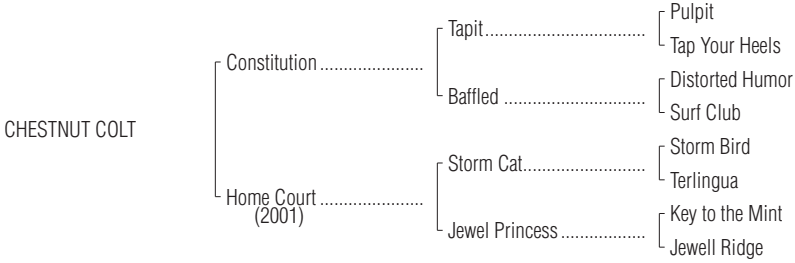 Pulpit
Tapit
Tap Your Heels
Constitution
Distorted Humor
Baffled
Surf Club
CHESTNUT COLT
Storm Bird
Storm Cat
Terlingua
Home Court
(2001)
Key to the Mint
Jewel Princess
Jewell Ridge